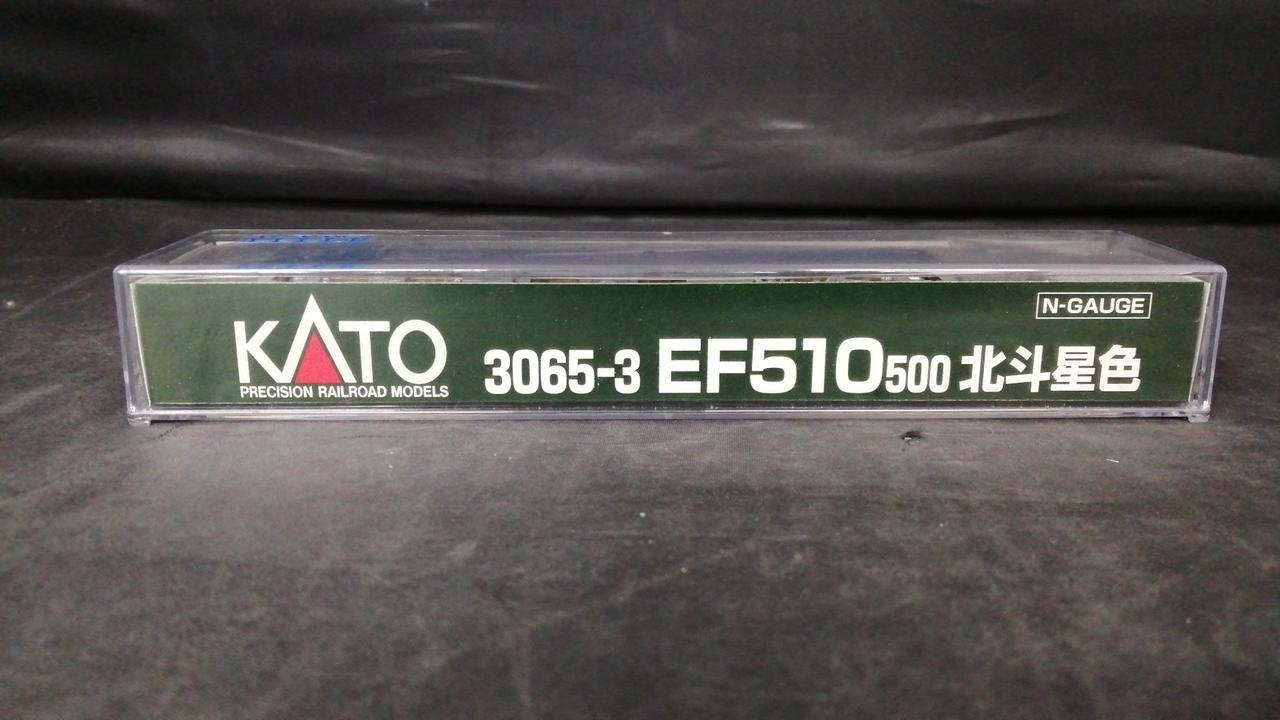 N-GAUGE
KATO
PRECISION RAILROAD MODELS
3065-3 EF510 500 北斗星色